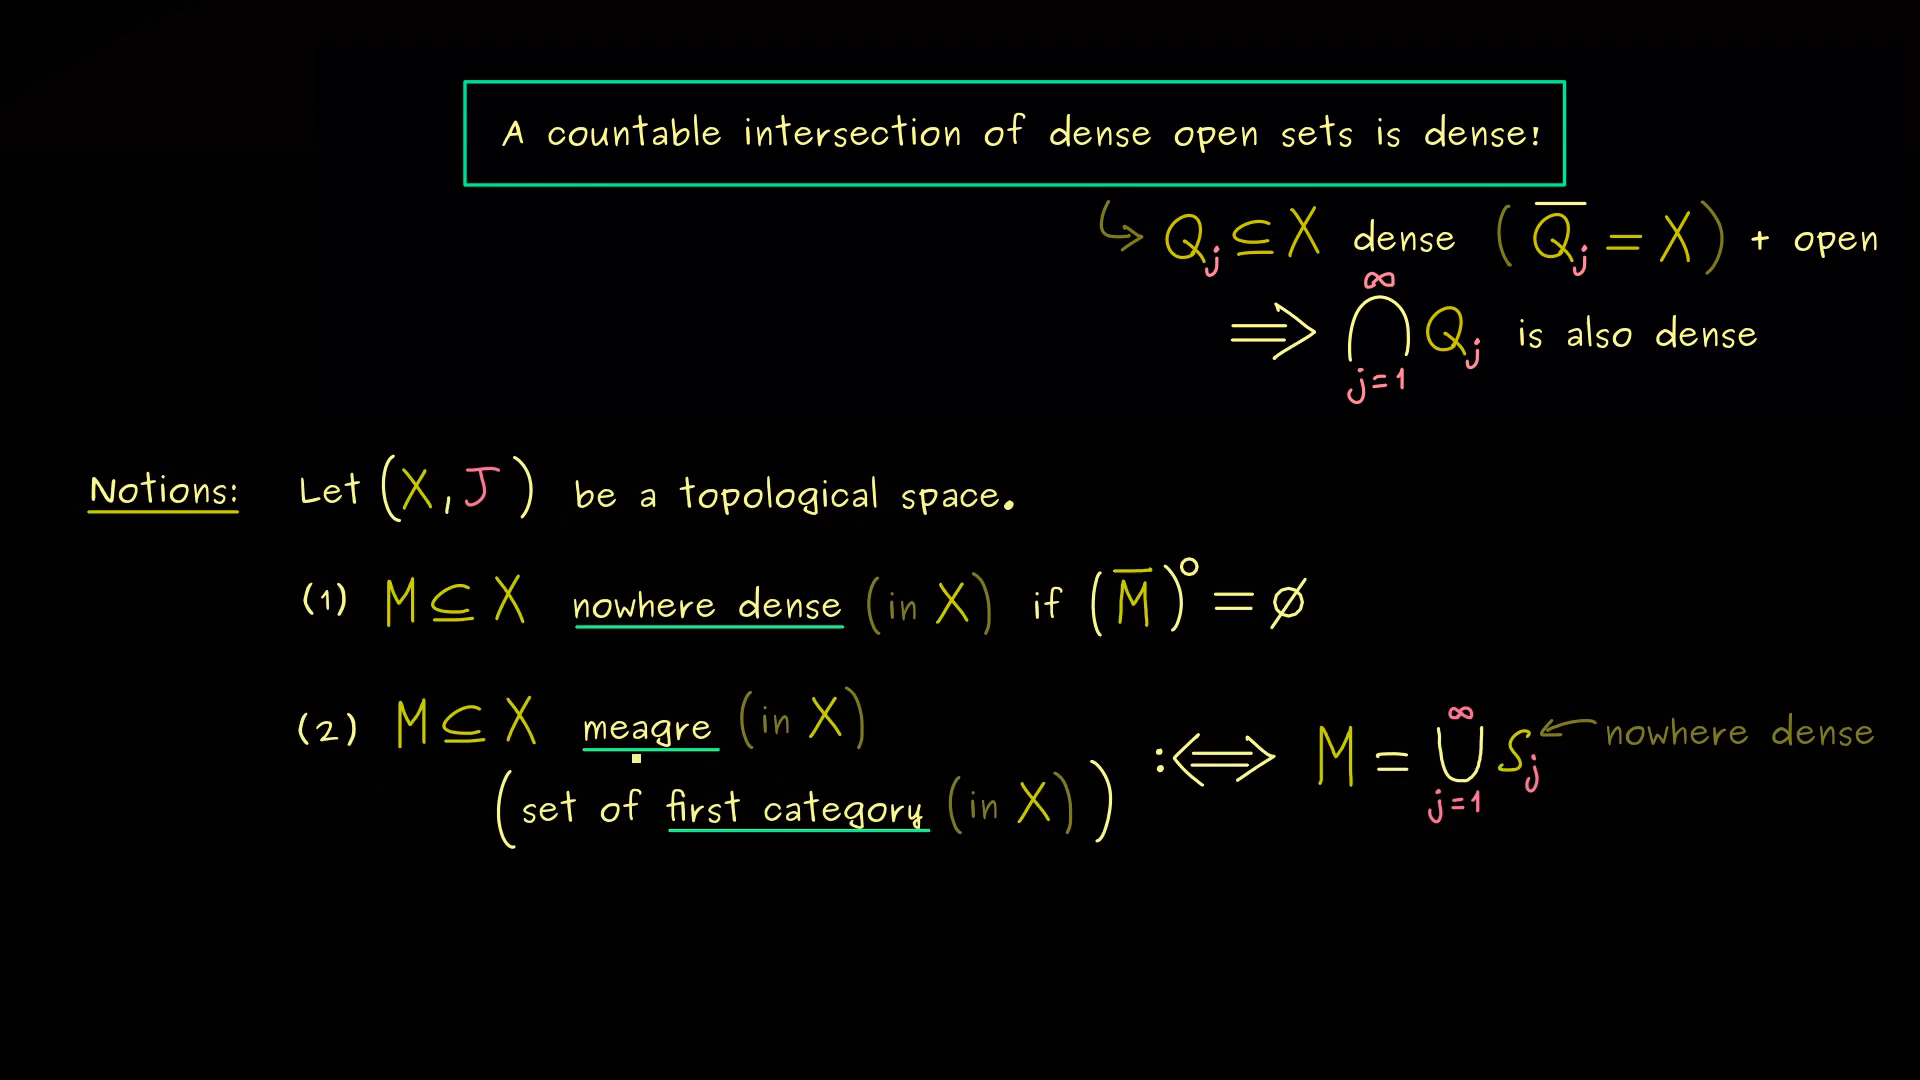 A countable intersection of dense open sets is dense!
↪ Qⱼ ⊆ X dense ( Q̅ⱼ = X ) + open
⟹ ⋂_{j=1}^{∞} Qⱼ is also dense
Notions: Let (X, J) be a topological space.
(1) M ⊆ X nowhere dense (in X) if (M̅)° = ∅
(2) M ⊆ X meagre (in X)
(set of first category (in X)) :⟺ M = ⋃_{j=1}^{∞} Sⱼ ← nowhere dense